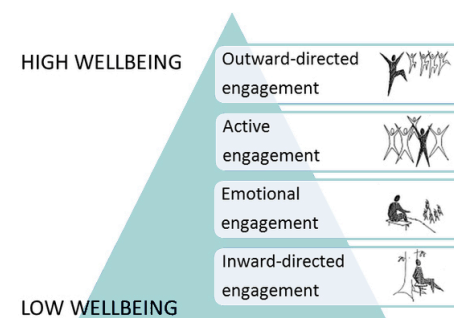 HIGH WELLBEING
Outward-directed
engagement
Active
engagement
Emotional
engagement
Inward-directed
engagement
LOW WELLBEING